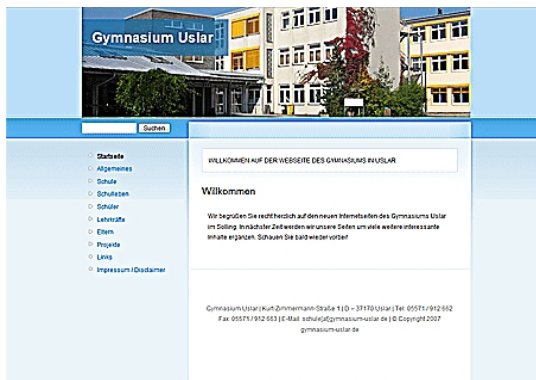 Gymnasium Uslar
Suchen
Startseite
Allgemeines
Schule
Schulleben
Schüler
Lehrkräfte
Eltern
Projekte
Links
Impressum / Disclaimer
WILLKOMMEN AUF DER WEBSEITE DES GYMNASIUMS IN USLAR
Willkommen
Wir begrüßen Sie recht herzlich auf den neuen Internetseiten des Gymnasiums Uslar
im Solling. In nächster Zeit werden wir unsere Seiten um viele weitere interessante
Inhalte ergänzen. Schauen Sie bald wieder vorbei!
Gymnasium Uslar | Kurt-Zimmermann-Straße 1 | D – 37170 Uslar | Tel: 05571 / 912 662
Fax: 05571 / 912 663 | E-Mail: schule[at]gymnasium-uslar.de | © Copyright 2007
gymnasium-uslar.de